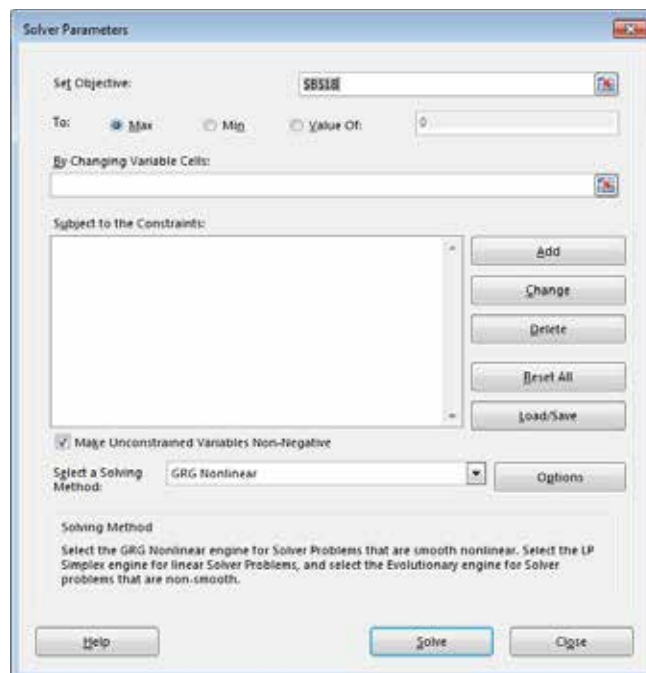 Solver Parameters
Set Objective: $B$18
To: Max Min Value Of: 0
By Changing Variable Cells:
Subject to the Constraints:
Add
Change
Delete
Reset All
Load/Save
Make Unconstrained Variables Non-Negative
Select a Solving Method: GRG Nonlinear Options
Solving Method
Select the GRG Nonlinear engine for Solver Problems that are smooth nonlinear. Select the LP
Simplex engine for linear Solver Problems, and select the Evolutionary engine for Solver
problems that are non-smooth.
Help Solve Close